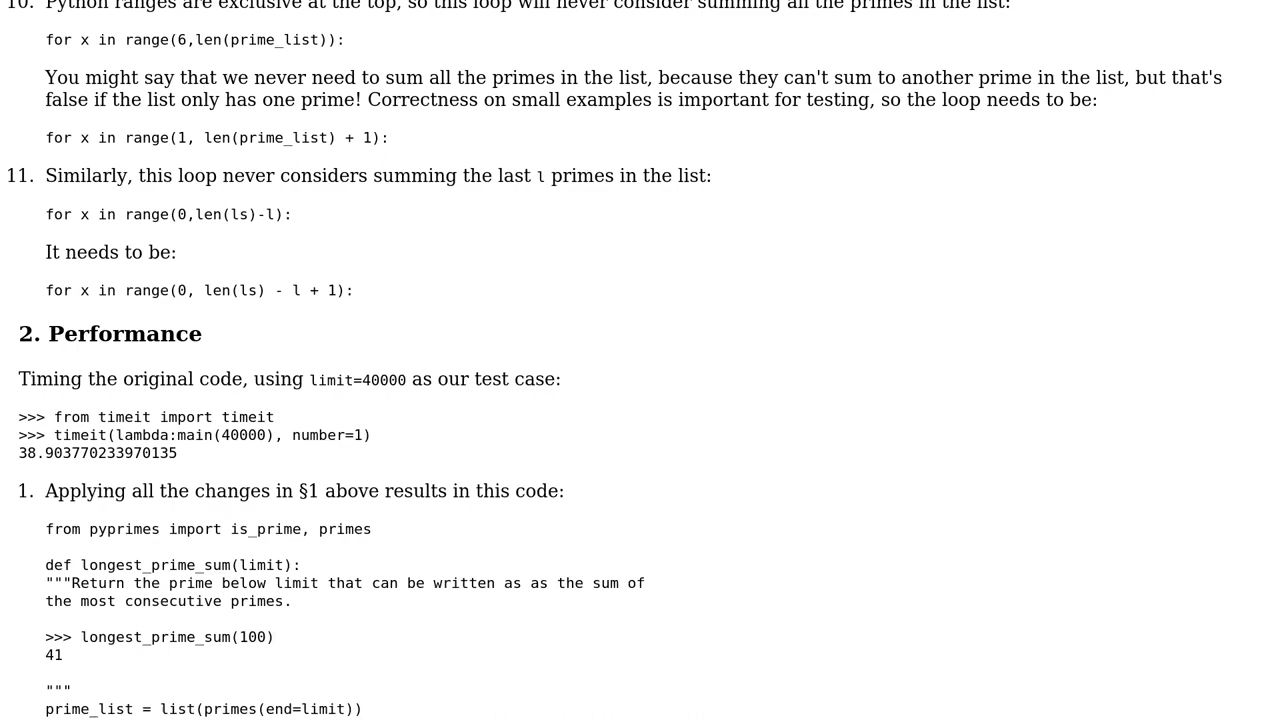 10. Python ranges are exclusive at the top, so this loop will never consider summing all the primes in the list:
for x in range(6,len(prime_list)):
You might say that we never need to sum all the primes in the list, because they can't sum to another prime in the list, but that's
false if the list only has one prime! Correctness on small examples is important for testing, so the loop needs to be:
for x in range(1, len(prime_list) + 1):
11. Similarly, this loop never considers summing the last l primes in the list:
for x in range(0,len(ls)-l):
It needs to be:
for x in range(0, len(ls) - l + 1):
2. Performance
Timing the original code, using limit=40000 as our test case:
>>> from timeit import timeit
>>> timeit(lambda:main(40000), number=1)
38.903770233970135
1. Applying all the changes in §1 above results in this code:
from pyprimes import is_prime, primes
def longest_prime_sum(limit):
"""Return the prime below limit that can be written as as the sum of
the most consecutive primes.
>>> longest_prime_sum(100)
41
"""
prime_list = list(primes(end=limit))